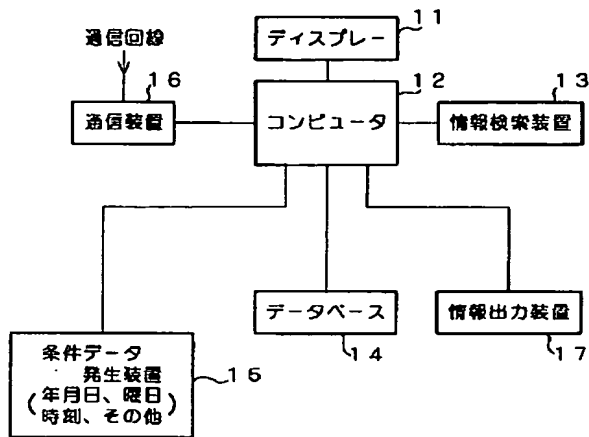 ディスプレー
11
通信回線
16
通信装置
12
コンピュータ
13
情報検索装置
データベース
14
情報出力装置
17
条件データ
発生装置
(年月日、曜日
時刻、その他)
15